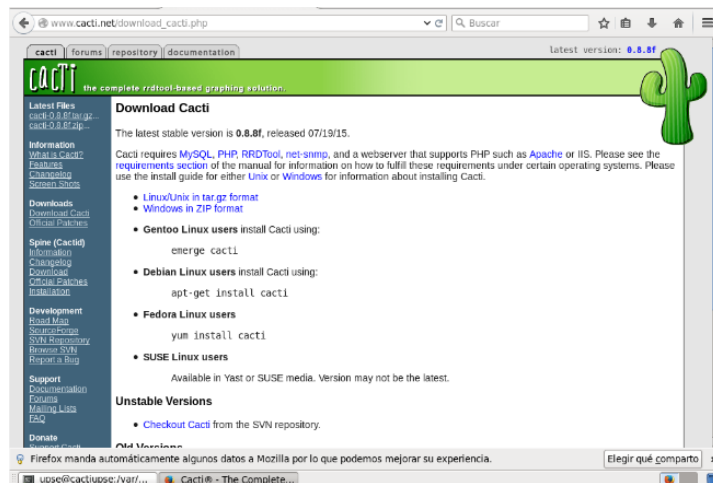 www.cacti.net/download_cacti.php
Buscar
cacti forums repository documentation
latest version: 0.8.8f
cacti the complete rrdtool-based graphing solution.
Latest Files
cacti-0.8.8f.tar.gz...
cacti-0.8.8f.zip...
Information
What is Cacti?
Features
Changelog
Screen Shots
Downloads
Download Cacti
Official Patches
Spine (Cactid)
Information
Changelog
Download
Official Patches
Installation
Development
Road Map
SourceForge
SVN Repository
Browse SVN
Report a Bug
Support
Documentation
Forums
Mailing Lists
FAQ
Donate
Support Cacti
Download Cacti
The latest stable version is 0.8.8f, released 07/19/15.
Cacti requires MySQL, PHP, RRDTool, net-snmp, and a webserver that supports PHP such as Apache or IIS. Please see the
requirements section of the manual for information on how to fulfill these requirements under certain operating systems. Please
use the install guide for either Unix or Windows for information about installing Cacti.
• Linux/Unix in tar.gz format
• Windows in ZIP format
• Gentoo Linux users install Cacti using:
emerge cacti
• Debian Linux users install Cacti using:
apt-get install cacti
• Fedora Linux users
yum install cacti
• SUSE Linux users
Available in Yast or SUSE media. Version may not be the latest.
Unstable Versions
• Checkout Cacti from the SVN repository.
Old Versions
Firefox manda automáticamente algunos datos a Mozilla por lo que podemos mejorar su experiencia.
Elegir qué comparto
upse@cactiupse:/var/...
Cacti® - The Complete...